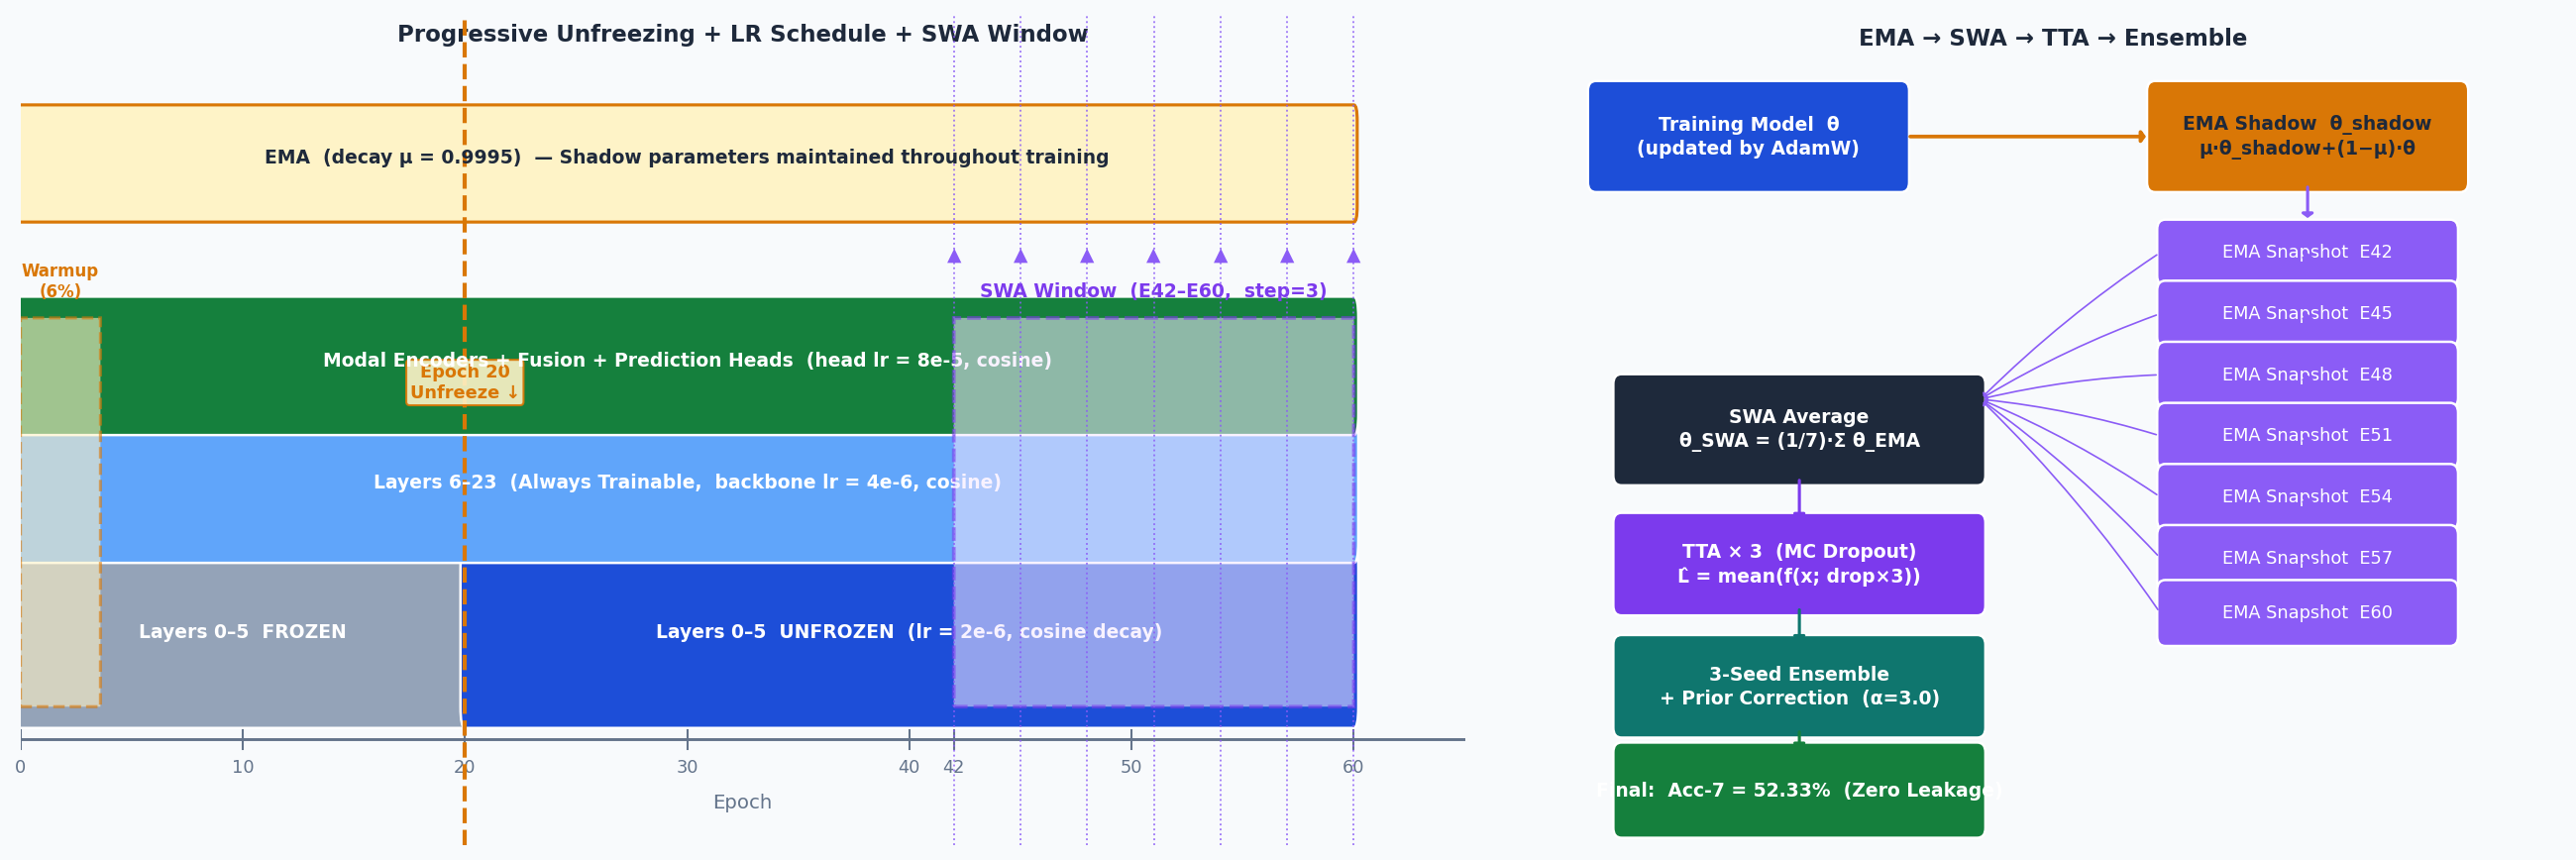 Progressive Unfreezing + LR Schedule + SWA Window
EMA  (decay μ = 0.9995)  — Shadow parameters maintained throughout training
Warmup
(6%)
SWA Window  (E42–E60,  step=3)
Modal Encoders + Fusion + Prediction Heads  (head lr = 8e-5, cosine)
Epoch 20
Unfreeze ↓
Layers 6–23  (Always Trainable,  backbone lr = 4e-6, cosine)
Layers 0–5  FROZEN
Layers 0–5  UNFROZEN  (lr = 2e-6, cosine decay)
0 10 20 30 40 42 50 60
Epoch
EMA → SWA → TTA → Ensemble
Training Model  θ
(updated by AdamW)
EMA Shadow  θ_shadow
μ·θ_shadow+(1−μ)·θ
EMA Snapshot  E42
EMA Snapshot  E45
EMA Snapshot  E48
EMA Snapshot  E51
EMA Snapshot  E54
EMA Snapshot  E57
EMA Snapshot  E60
SWA Average
θ_SWA = (1/7)·Σ θ_EMA
TTA × 3  (MC Dropout)
L̂ = mean(f(x; drop×3))
3-Seed Ensemble
+ Prior Correction  (α=3.0)
Final:  Acc-7 = 52.33%  (Zero Leakage)